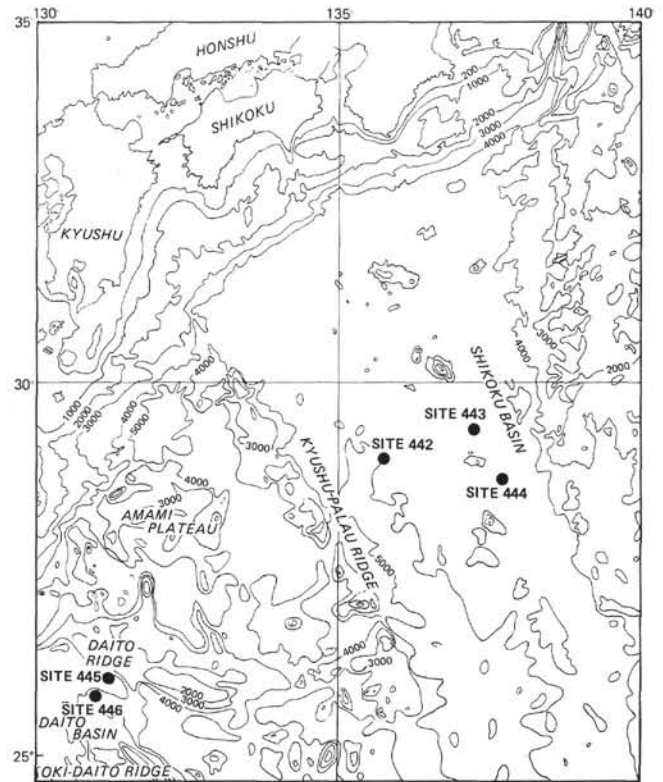 130°
135°
140°
35°
HONSHU
SHIKOKU
200
1000
2000
3000
4000
KYUSHU
4000
3000
2000
30°
4000
1000
2000
3000
4000
5000
3000
SHIKOKU BASIN
SITE 443
SITE 442
SITE 444
KYUSHU-PALAU RIDGE
4000
3000
AMAMI
PLATEAU
5000
DAITO
RIDGE
SITE 445
SITE 446
DAITO
BASIN
2000
3000
4000
4000
3000
25°
OKI-DAITO RIDGE